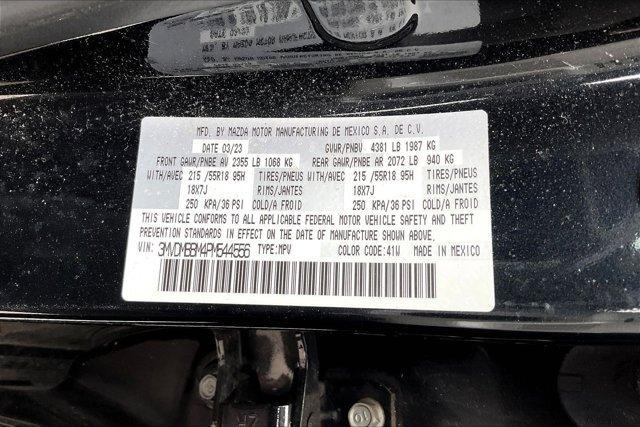 MFD. BY MAZDA MOTOR MANUFACTURING DE MEXICO S.A. DE C.V.
DATE 03/23 GVWR/PNBV 4381 LB 1987 KG
FRONT GAWR/PNBE AV 2355 LB 1068 KG REAR GAWR/PNBE AR 2072 LB 940 KG
WITH/AVEC 215 /55R18 95H TIRES/PNEUS WITH/AVEC 215 /55R18 95H TIRES/PNEUS
18X7J RIMS/JANTES 18X7J RIMS/JANTES
250 KPA/36 PSI COLD/A FROID 250 KPA/36 PSI COLD/A FROID
THIS VEHICLE CONFORMS TO ALL APPLICABLE FEDERAL MOTOR VEHICLE SAFETY AND THEFT
PREVENTION STANDARDS IN EFFECT ON THE DATE OF MANUFACTURE SHOWN ABOVE.
VIN: 3MVDMBBM4PM544556 TYPE:MPV COLOR CODE:41W MADE IN MEXICO